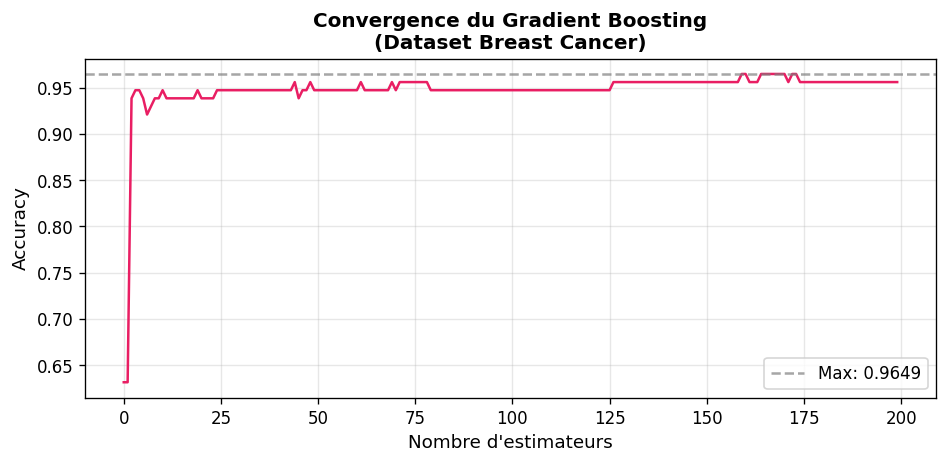 Convergence du Gradient Boosting
(Dataset Breast Cancer)
Accuracy
0.95
0.90
0.85
0.80
0.75
0.70
0.65
Max: 0.9649
0 25 50 75 100 125 150 175 200
Nombre d'estimateurs